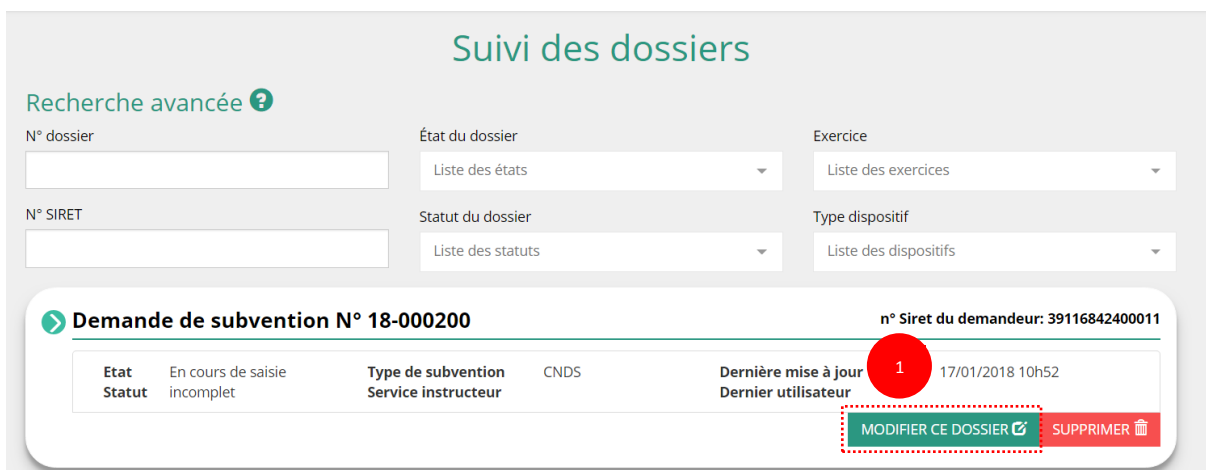 Suivi des dossiers
Recherche avancée ?
N° dossier
État du dossier
Exercice
Liste des états
Liste des exercices
N° SIRET
Statut du dossier
Type dispositif
Liste des statuts
Liste des dispositifs
Demande de subvention N° 18-000200
n° Siret du demandeur: 39116842400011
Etat En cours de saisie
Statut incomplet
Type de subvention CNDS
Service instructeur
Dernière mise à jour 17/01/2018 10h52
Dernier utilisateur
1
MODIFIER CE DOSSIER
SUPPRIMER